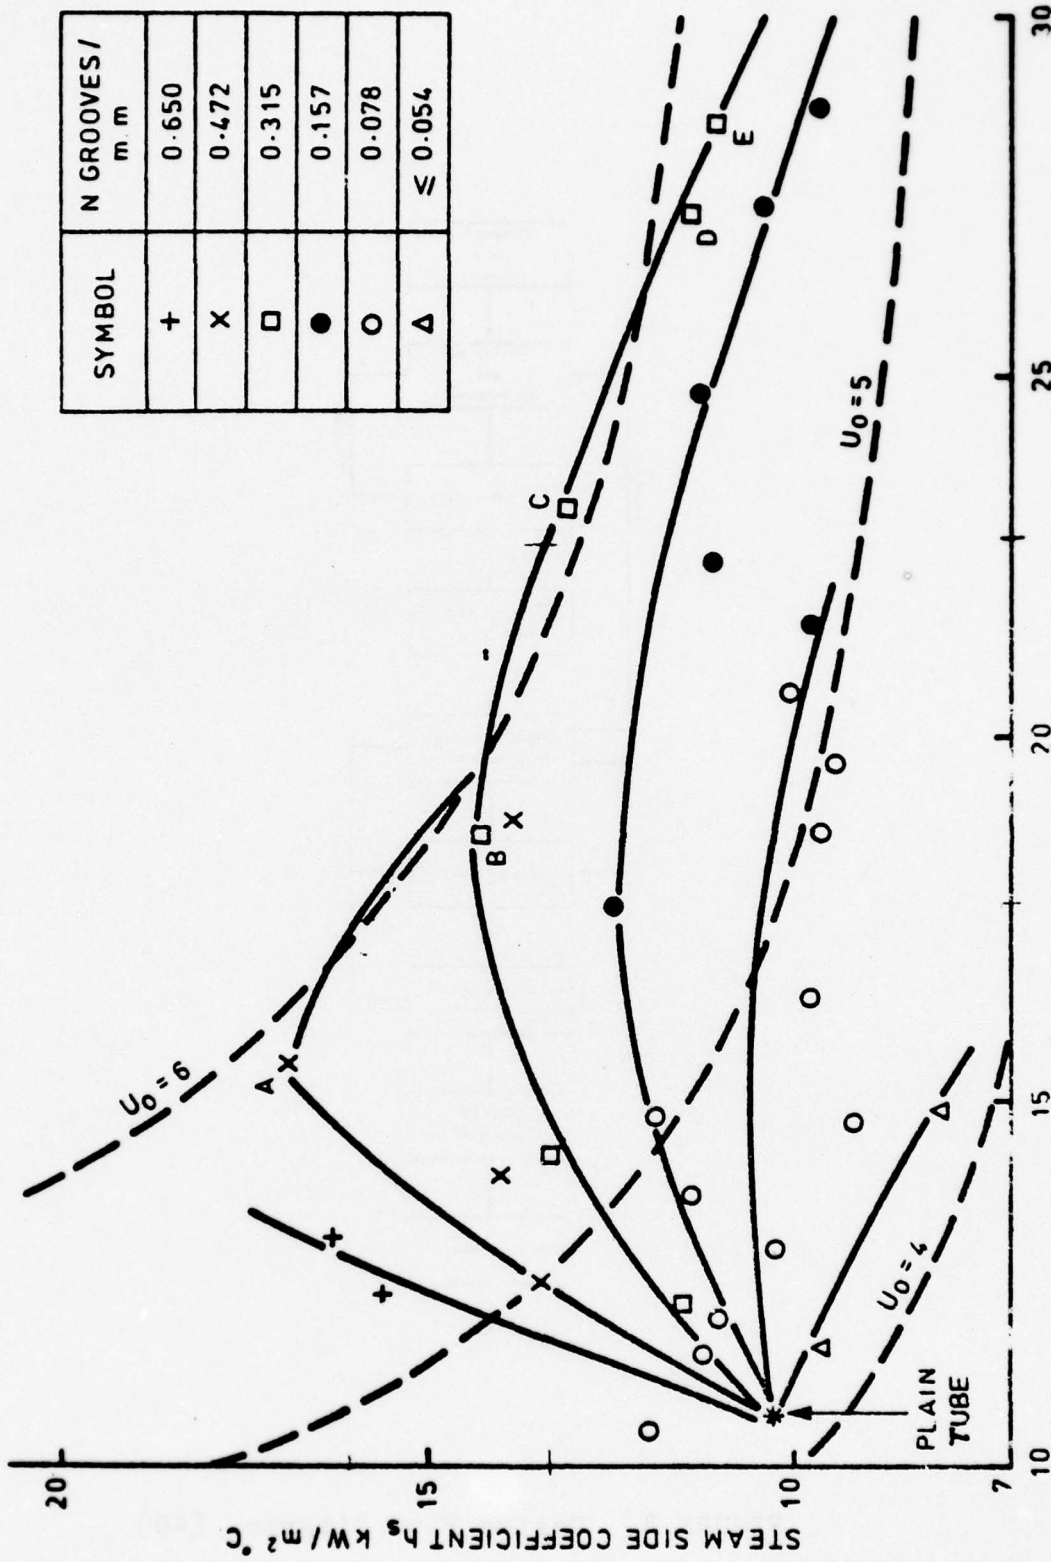 SYMBOL N GROOVES/ m.m
+ 0·650
x 0·472
□ 0·315
● 0·157
○ 0·078
Δ ≤ 0·054
STEAM SIDE COEFFICIENT hs kW/m² °C
20
15
10
7
U₀ = 6
A
B
C
D
E
U₀ = 5
U₀ = 4
PLAIN TUBE
10
15
20
25
30